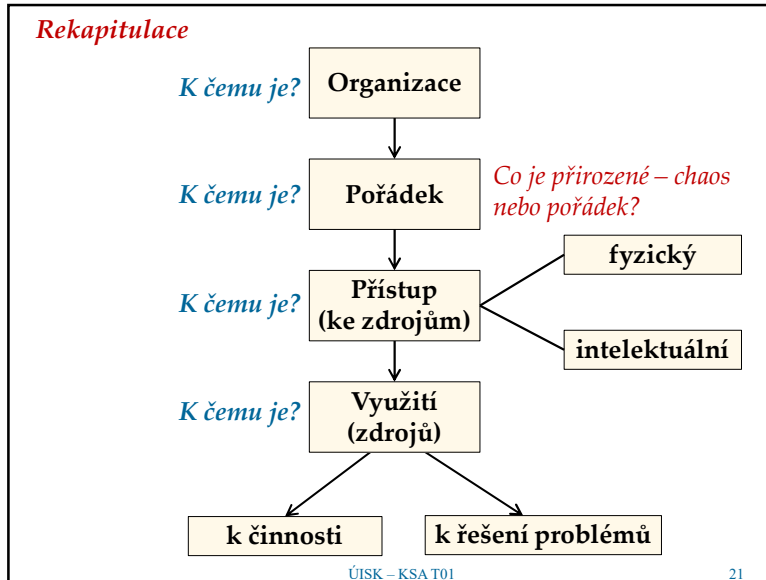 Rekapitulace
K čemu je?
Organizace
K čemu je?
Pořádek
Co je přirozené – chaos
nebo pořádek?
fyzický
K čemu je?
Přístup
(ke zdrojům)
intelektuální
K čemu je?
Využití
(zdrojů)
k činnosti
k řešení problémů
ÚISK – KSA T01
21